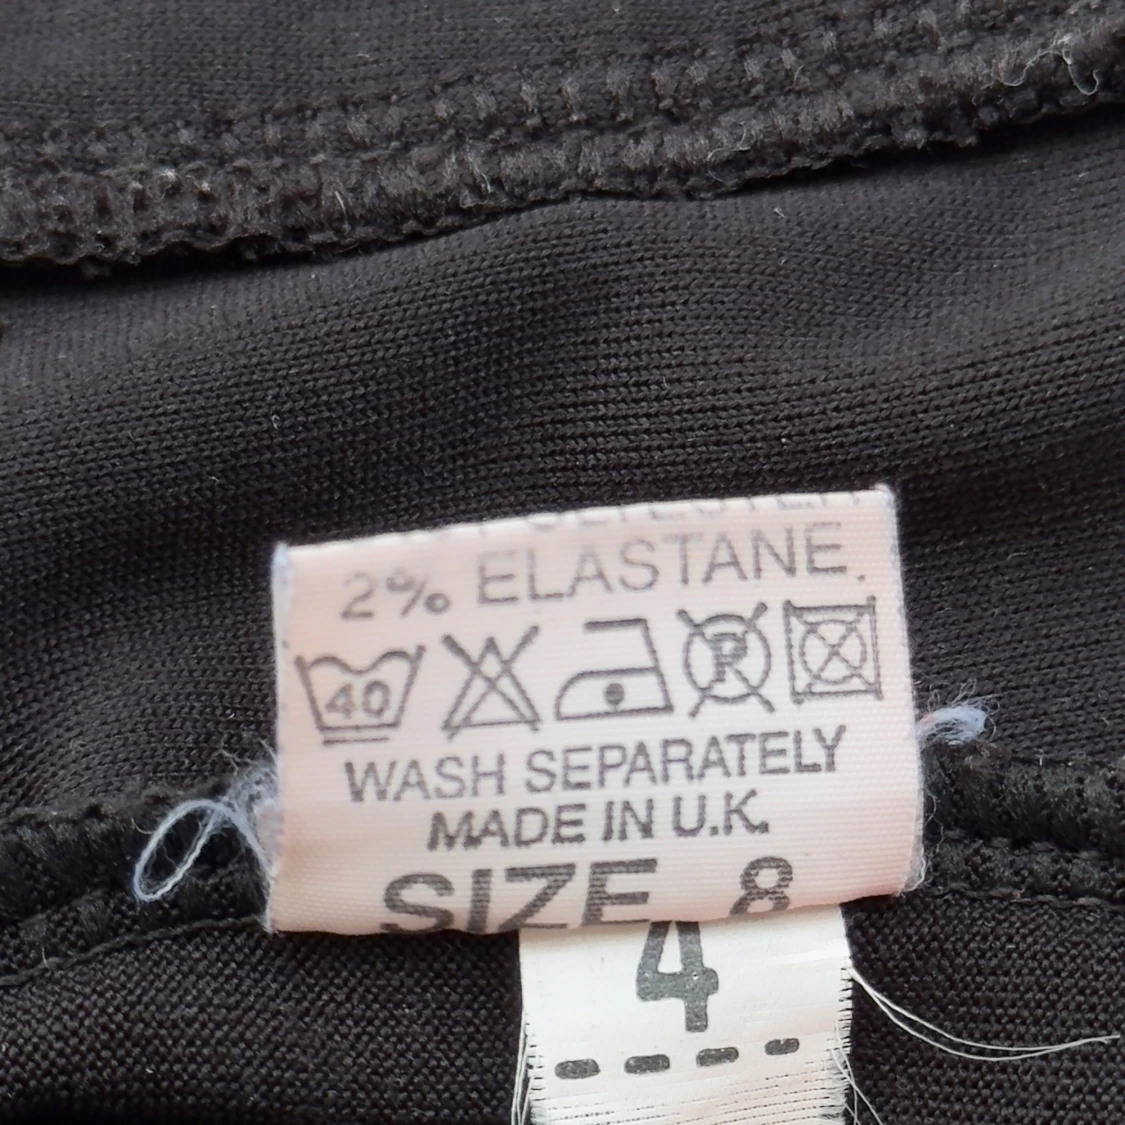 2% ELASTANE.
40 P
WASH SEPARATELY
MADE IN U.K.
SIZE 8
4